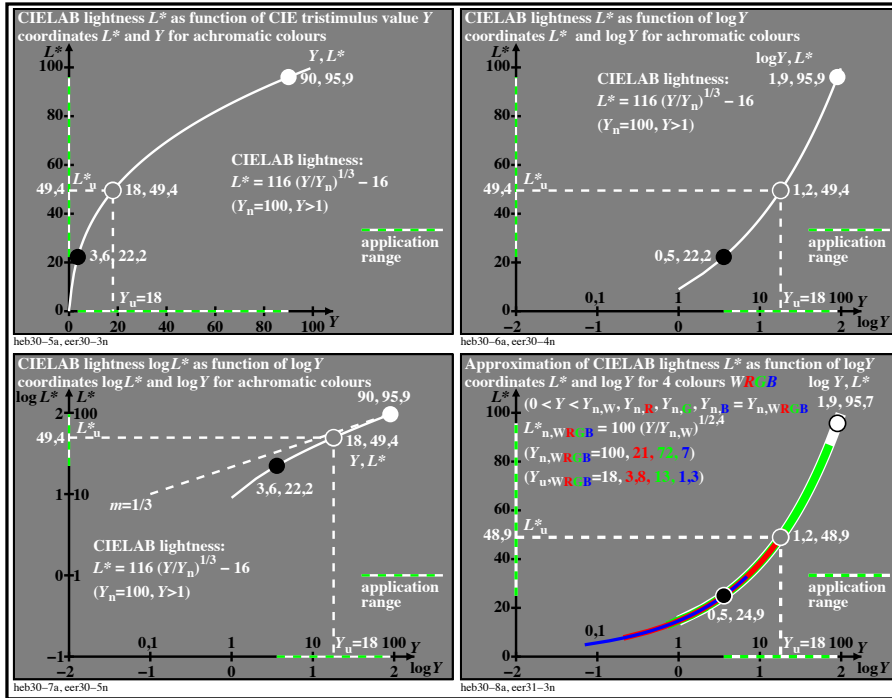 CIELAB lightness L* as function of CIE tristimulus value Y
coordinates L* and Y for achromatic colours
L*
Y, L*
100
90, 95,9
80
60
CIELAB lightness:
L* = 116 (Y/Yn)1/3 – 16
(Yn=100, Y>1)
L*u
49,4
18, 49,4
40
application
range
20
3,6, 22,2
Yu=18
0
0 20 40 60 80 100 Y
heb30-5a, eer30-3n
CIELAB lightness L* as function of logY
coordinates L* and logY for achromatic colours
L*
logY, L*
100
1,9, 95,9
CIELAB lightness:
L* = 116 (Y/Yn)1/3 – 16
(Yn=100, Y>1)
80
60
L*u
49,4
1,2, 49,4
40
application
range
20
0,5, 22,2
0,1 1 10 Yu=18 100 Y
0
–2 –1 0 1 2 logY
heb30-6a, eer30-4n
CIELAB lightness logL* as function of logY
coordinates logL* and logY for achromatic colours
log L* L*
90, 95,9
2 100
L*u
49,4
18, 49,4
Y, L*
3,6, 22,2
1 10
m=1/3
CIELAB lightness:
L* = 116 (Y/Yn)1/3 – 16
(Yn=100, Y>1)
0 1
application
range
0,1 1 10 Yu=18 100 Y
–1
–2 –1 0 1 2 logY
heb30-7a, eer30-5n
Approximation of CIELAB lightness L* as function of logY
coordinates L* and logY for 4 colours WRGB
L*
log Y, L*
1,9, 95,7
(0 < Y < Yn,W, Yn,R, Yn,G, Yn,B = Yn,WRGB)
100
L*n,WRGB = 100 (Y/Yn,W)1/2,4
(Yn,WRGB=100, 21, 72, 7)
80
(Yu,WRGB=18, 3,8, 13, 1,3)
60
L*u
48,9
1,2, 48,9
40
application
range
20
0,5, 24,9
0,1 1 10 Yu=18 100 Y
0
–2 –1 0 1 2 logY
heb30-8a, eer31-3n